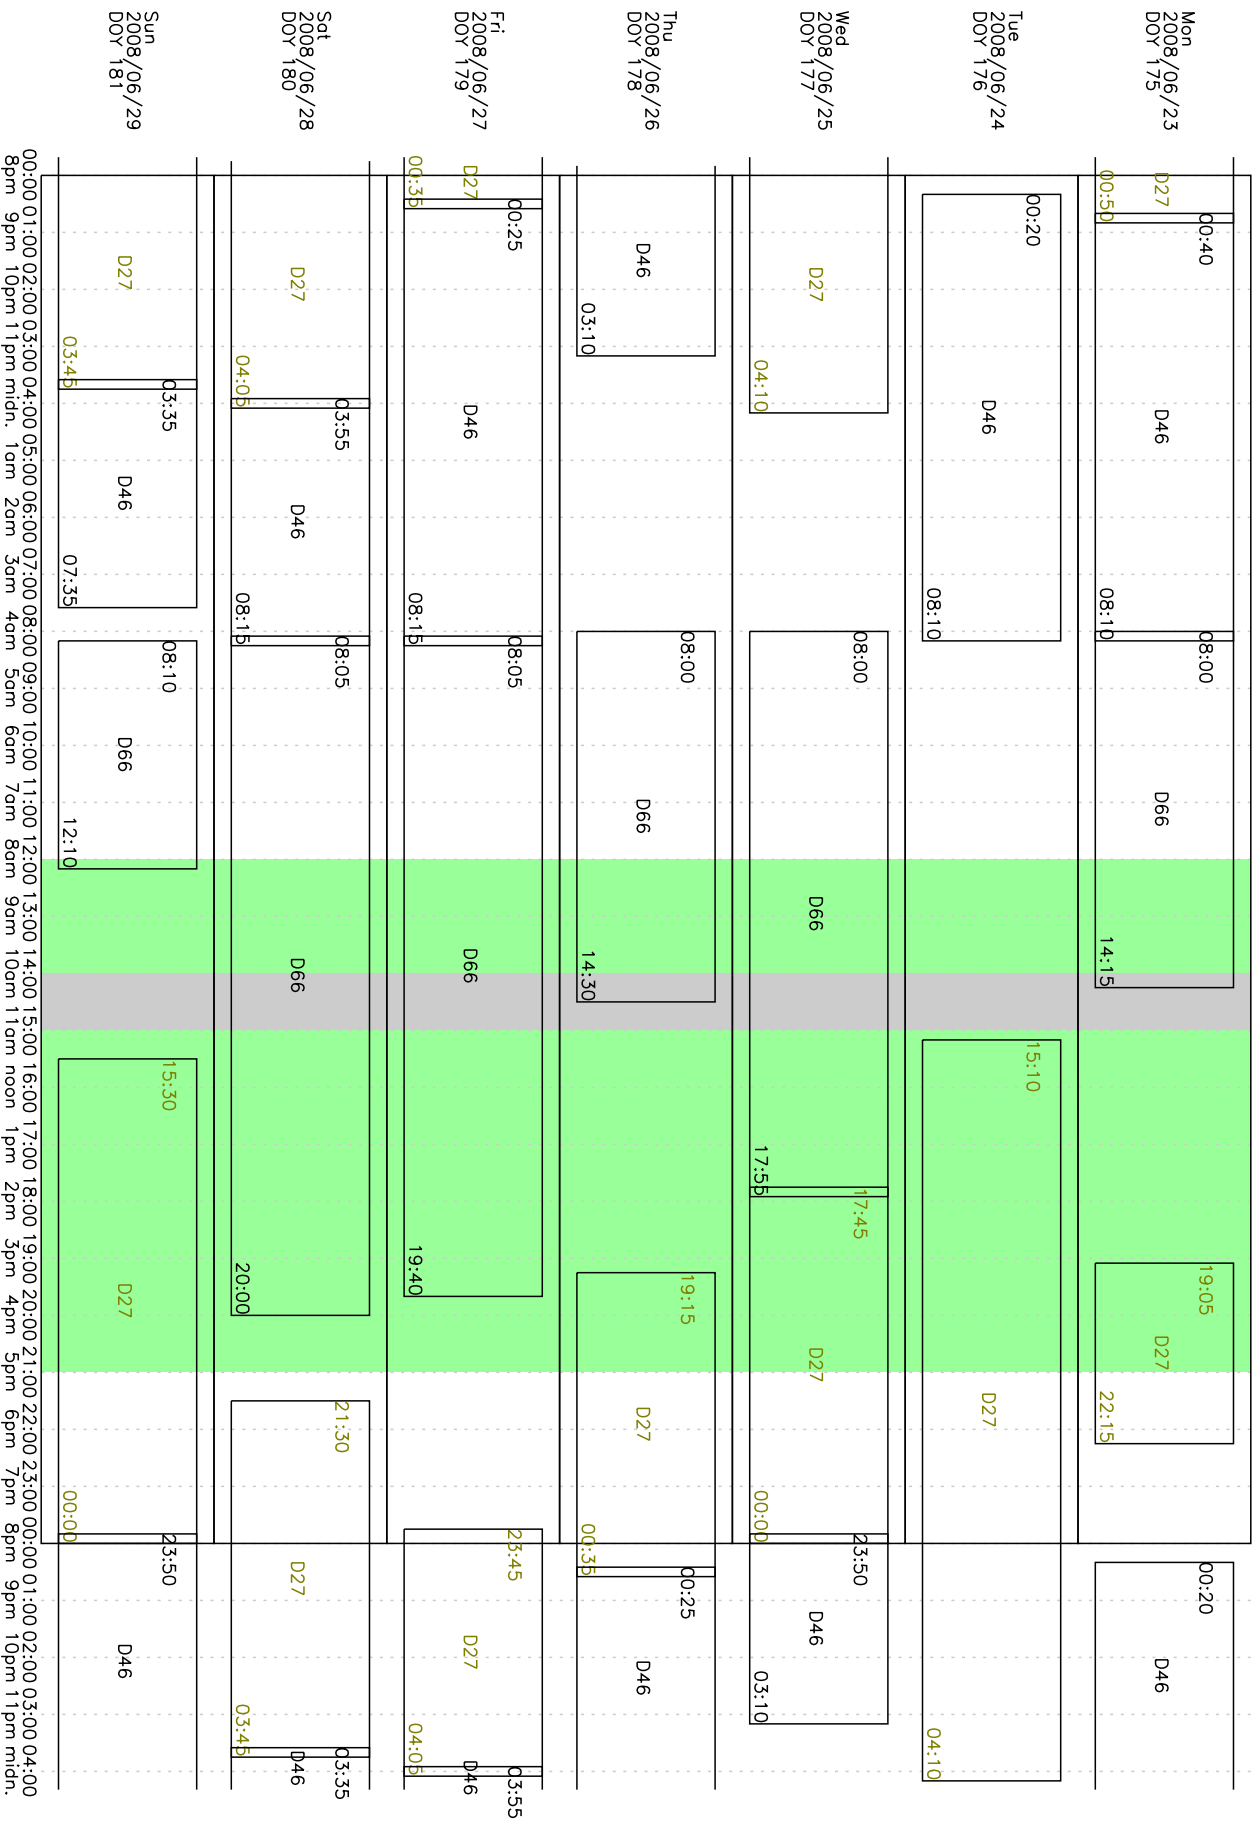 Mon
2008/06/23
DOY 175
D27
00:50
00:40
D46
08:10
08:00
D66
14:15
19:05
D27
22:15
00:20
D46
Tue
2008/06/24
DOY 176
00:20
D46
08:10
15:10
D27
04:10
Wed
2008/06/25
DOY 177
D27
04:10
08:00
D66
17:55
17:45
D27
00:00
23:50
D46
03:10
Thu
2008/06/26
DOY 178
D46
03:10
08:00
D66
14:30
19:15
D27
00:35
00:25
D46
Fri
2008/06/27
DOY 179
D27
00:35
00:25
D46
08:15
08:05
D66
19:40
23:45
D27
04:05
03:55
D46
Sat
2008/06/28
DOY 180
D27
04:05
03:55
D46
08:15
08:05
D66
20:00
21:30
D27
03:45
03:35
D46
Sun
2008/06/29
DOY 181
D27
03:45
03:35
D46
07:35
08:10
D66
12:10
15:30
D27
00:00
23:50
D46
00:00 01:00 02:00 03:00 04:00 05:00 06:00 07:00 08:00 09:00 10:00 11:00 12:00 13:00 14:00 15:00 16:00 17:00 18:00 19:00 20:00 21:00 22:00 23:00 00:00 01:00 02:00 03:00 04:00
8pm 9pm 10pm 11pm midn. 1am 2am 3am 4am 5am 6am 7am 8am 9am 10am 11am noon 1pm 2pm 3pm 4pm 5pm 6pm 7pm 8pm 9pm 10pm 11pm midn.